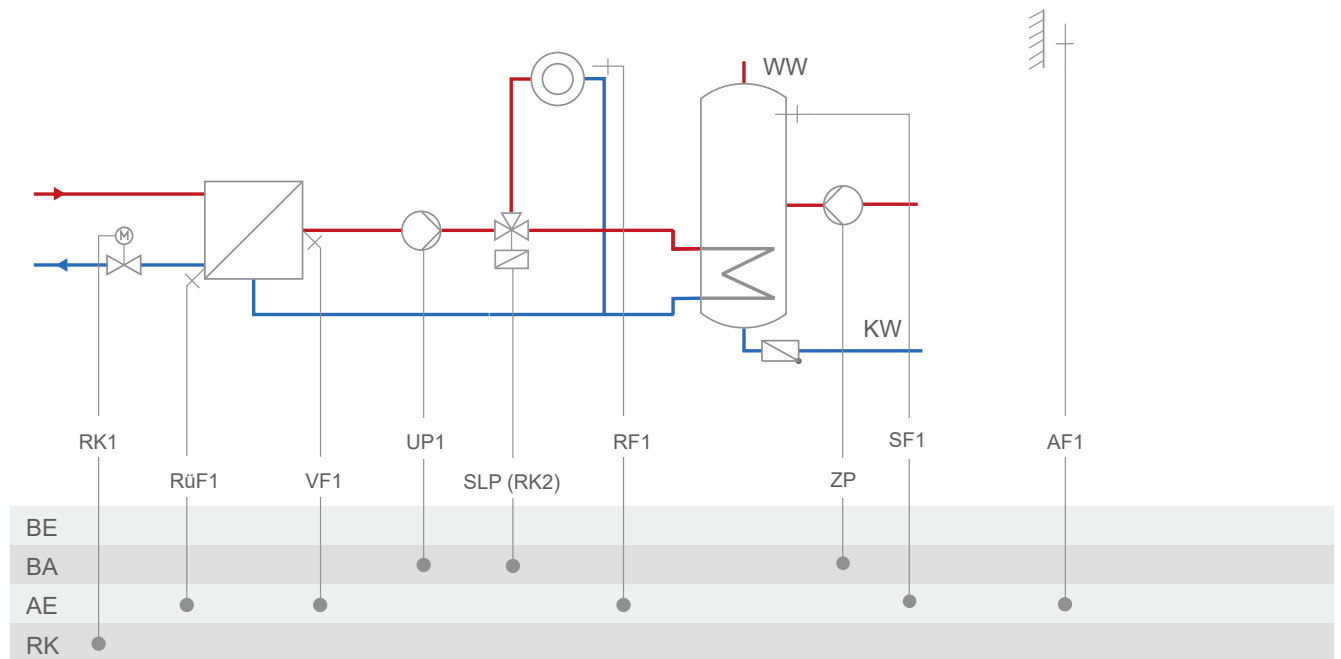 WW
M
KW
RK1
UP1
RF1
SF1
AF1
RüF1
VF1
SLP (RK2)
ZP
BE
BA
AE
RK